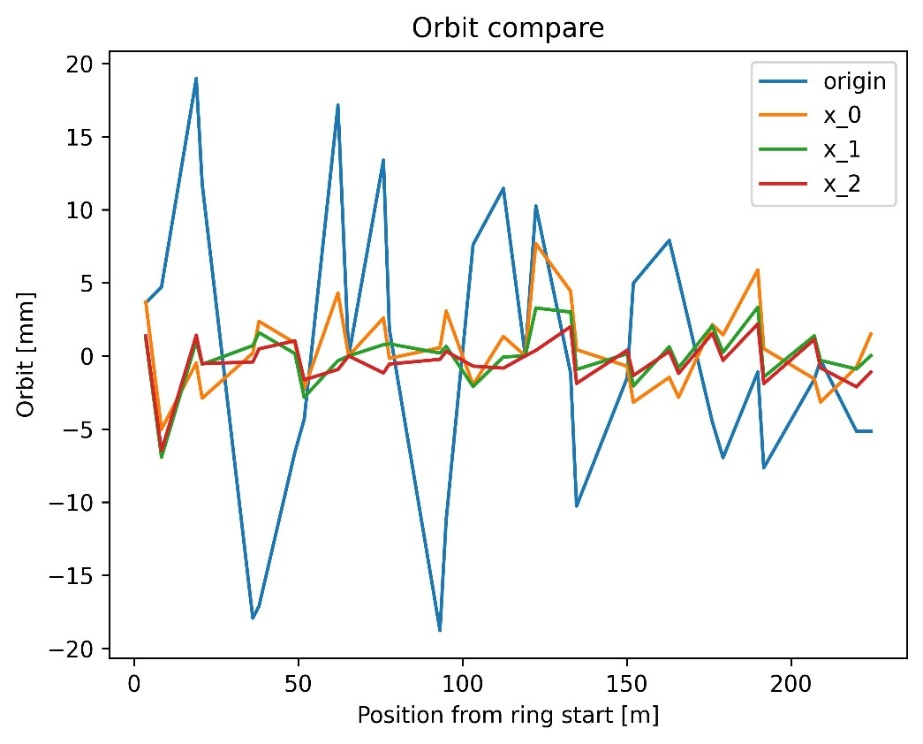 Orbit compare
origin
x_0
x_1
x_2
Orbit [mm]
20
15
10
5
0
−5
−10
−15
−20
0 50 100 150 200
Position from ring start [m]